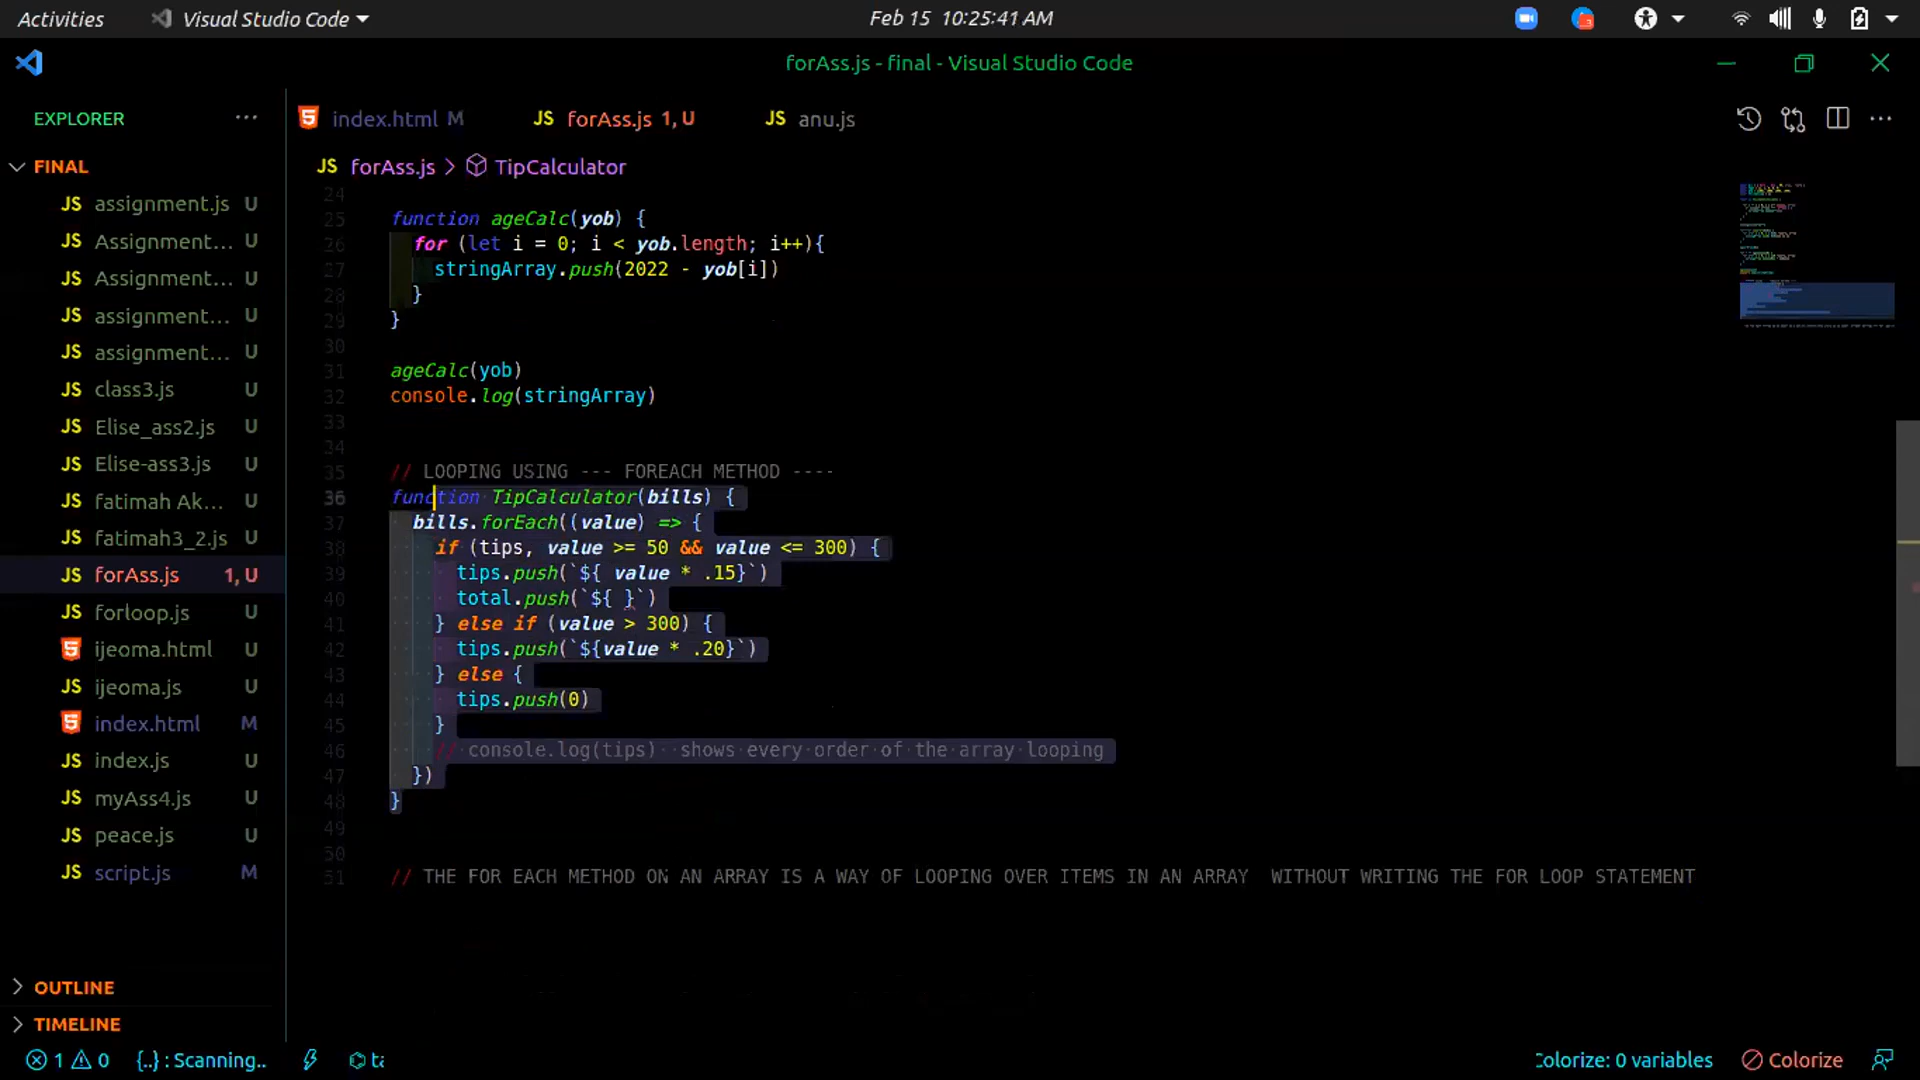 Activities Visual Studio Code Feb 15 10:25:41 AM 3
forAss.js - final - Visual Studio Code
EXPLORER ...
index.html M JS forAss.js 1, U JS anu.js
FINAL
JS forAss.js > TipCalculator
JS assignment.js U
JS Assignment... U
JS Assignment... U
JS assignment... U
JS assignment... U
JS class3.js U
JS Elise_ass2.js U
JS Elise-ass3.js U
JS fatimah Ak... U
JS fatimah3_2.js U
JS forAss.js 1, U
JS forloop.js U
ijeoma.html U
JS ijeoma.js U
index.html M
JS index.js U
JS myAss4.js U
JS peace.js U
JS script.js M
OUTLINE
TIMELINE
24
25 function ageCalc(yob) {
26 for (let i = 0; i < yob.length; i++){
27 stringArray.push(2022 - yob[i])
28 }
29 }
30
31 ageCalc(yob)
32 console.log(stringArray)
33
34
35 // LOOPING USING --- FOREACH METHOD ----
36 function TipCalculator(bills) {
37 bills.forEach((value) => {
38 if (tips, value >= 50 && value <= 300) {
39 tips.push(`${ value * .15}`)
40 total.push(`${ }`)
41 } else if (value > 300) {
42 tips.push(`${value * .20}`)
43 } else {
44 tips.push(0)
45 }
46 // console.log(tips)  shows every order of the array looping
47 })
48 }
49
50
51 // THE FOR EACH METHOD ON AN ARRAY IS A WAY OF LOOPING OVER ITEMS IN AN ARRAY  WITHOUT WRITING THE FOR LOOP STATEMENT
1 0 {..} : Scanning.. ta Colorize: 0 variables Colorize